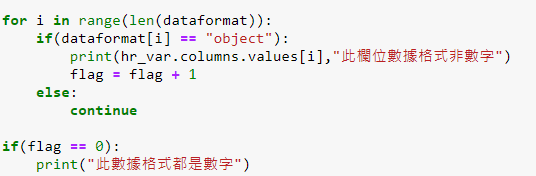 for i in range(len(dataformat)):
    if(dataformat[i] == "object"):
        print(hr_var.columns.values[i],"此欄位數據格式非數字")
        flag = flag + 1
    else:
        continue

if(flag == 0):
    print("此數據格式都是數字")